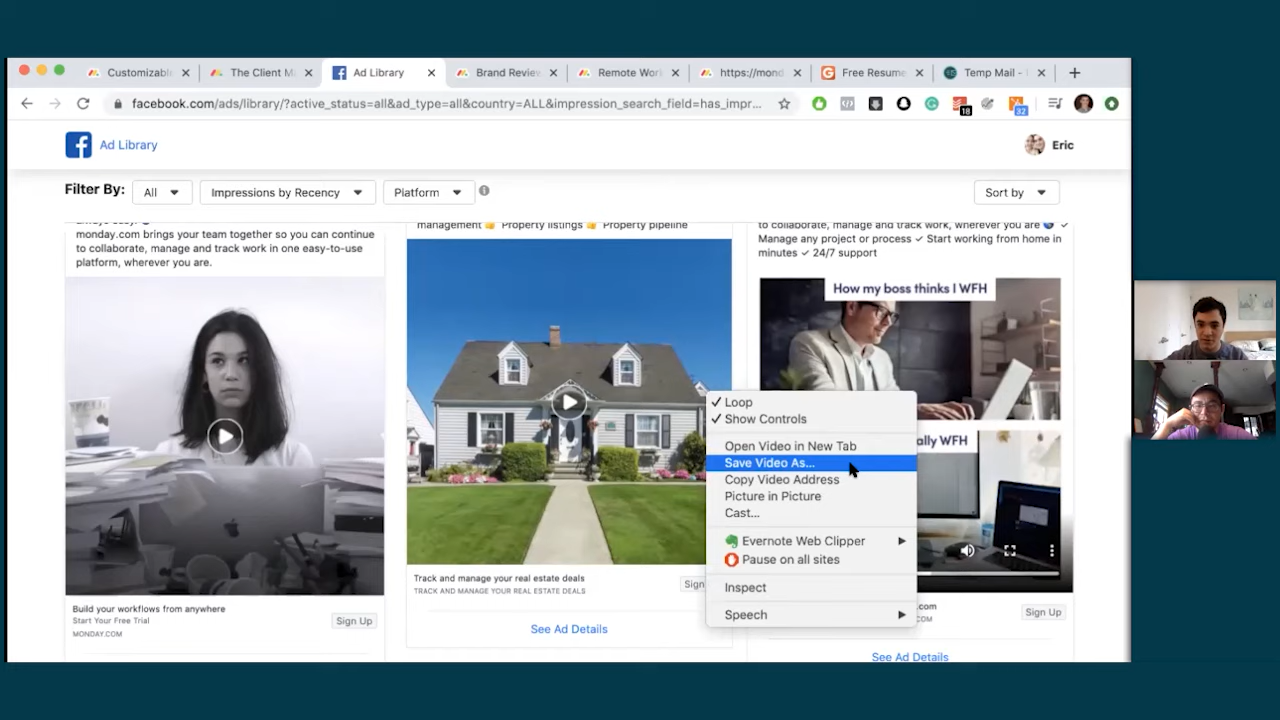 Customizabl
The Client M
Ad Library
Brand Review
Remote Wor
https://mond
Free Resume
Temp Mail -
facebook.com/ads/library/?active_status=all&ad_type=all&country=ALL&impression_search_field=has_impr...
18
32
Ad Library
Eric
Filter By:
All
Impressions by Recency
Platform
Sort by
monday.com brings your team together so you can continue
to collaborate, manage and track work in one easy-to-use
platform, wherever you are.
Build your workflows from anywhere
Start Your Free Trial
MONDAY.COM
Sign Up
management 👍 Property listings 👍 Property pipeline
Track and manage your real estate deals
TRACK AND MANAGE YOUR REAL ESTATE DEALS
Sign
See Ad Details
to collaborate, manage and track work, wherever you are 🌎 ✓
Manage any project or process ✓ Start working from home in
minutes ✓ 24/7 support
How my boss thinks I WFH
ally WFH
✓ Loop
✓ Show Controls
Open Video in New Tab
Save Video As...
Copy Video Address
Picture in Picture
Cast...
Evernote Web Clipper
Pause on all sites
Inspect
Speech
.com
COM
Sign Up
See Ad Details